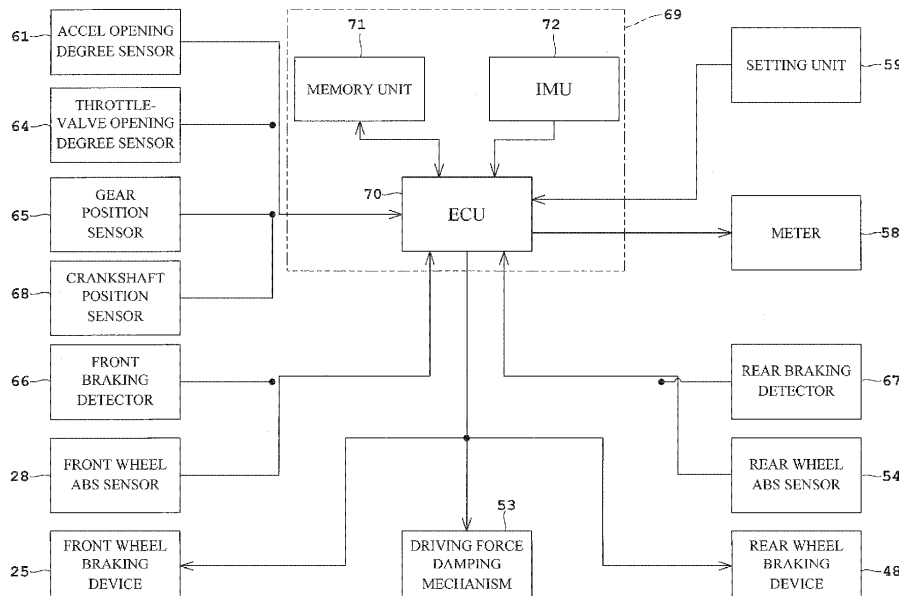 61
ACCEL OPENING
DEGREE SENSOR
64
THROTTLE-
VALVE OPENING
DEGREE SENSOR
65
GEAR
POSITION
SENSOR
68
CRANKSHAFT
POSITION
SENSOR
66
FRONT
BRAKING
DETECTOR
28
FRONT WHEEL
ABS SENSOR
25
FRONT WHEEL
BRAKING
DEVICE
71
MEMORY UNIT
72
IMU
69
70
ECU
53
DRIVING FORCE
DAMPING
MECHANISM
SETTING UNIT
59
METER
58
REAR BRAKING
DETECTOR
67
REAR WHEEL
ABS SENSOR
54
REAR WHEEL
BRAKING
DEVICE
48